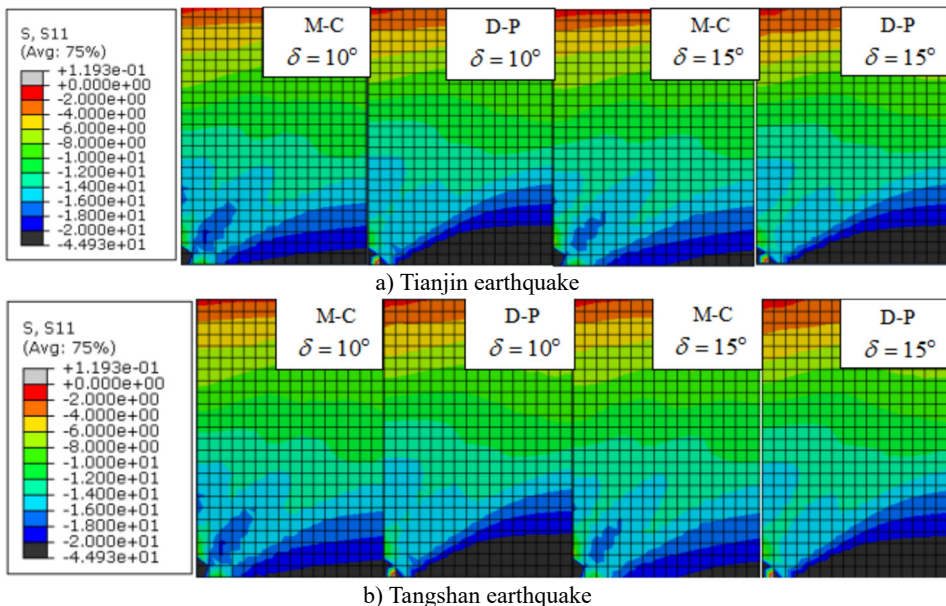 S, S11
(Avg: 75%)
+1.193e-01
+0.000e+00
-2.000e+00
-4.000e+00
-6.000e+00
-8.000e+00
-1.000e+01
-1.200e+01
-1.400e+01
-1.600e+01
-1.800e+01
-2.000e+01
-4.493e+01
M-C
δ = 10°
D-P
δ = 10°
M-C
δ = 15°
D-P
δ = 15°
a) Tianjin earthquake
S, S11
(Avg: 75%)
+1.193e-01
+0.000e+00
-2.000e+00
-4.000e+00
-6.000e+00
-8.000e+00
-1.000e+01
-1.200e+01
-1.400e+01
-1.600e+01
-1.800e+01
-2.000e+01
-4.493e+01
M-C
δ = 10°
D-P
δ = 10°
M-C
δ = 15°
D-P
δ = 15°
b) Tangshan earthquake